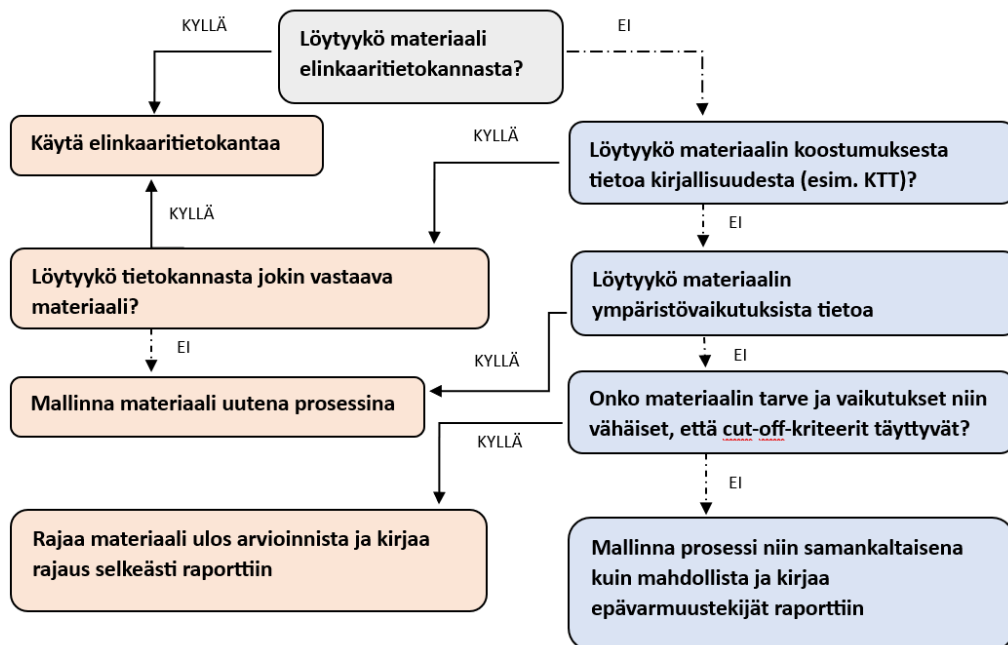 KYLLÄ
Löytyykö materiaali
elinkaaritietokannasta?
EI
Käytä elinkaaritietokantaa
KYLLÄ
Löytyykö materiaalin koostumuksesta
tietoa kirjallisuudesta (esim. KTT)?
KYLLÄ
EI
Löytyykö tietokannasta jokin vastaava
materiaali?
Löytyykö materiaalin
ympäristövaikutuksista tietoa
EI
KYLLÄ
EI
Mallinna materiaali uutena prosessina
Onko materiaalin tarve ja vaikutukset niin
vähäiset, että cut-off-kriteerit täyttyvät?
KYLLÄ
EI
Rajaa materiaali ulos arvioinnista ja kirjaa
rajaus selkeästi raporttiin
Mallinna prosessi niin samankaltaisena
kuin mahdollista ja kirjaa
epävarmuustekijät raporttiin